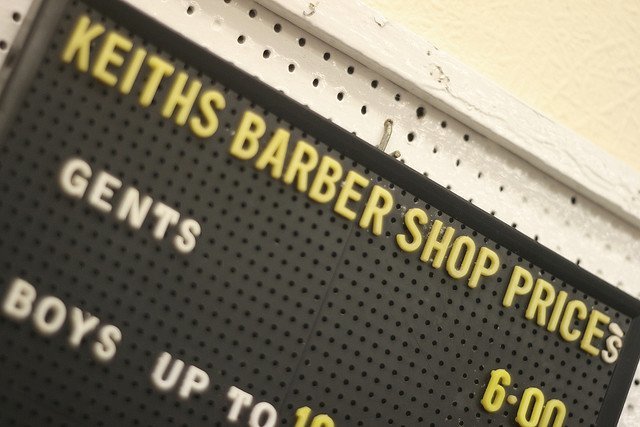 KEITHS BARBER SHOP PRICES
GENTS 6·00
BOYS UP TO